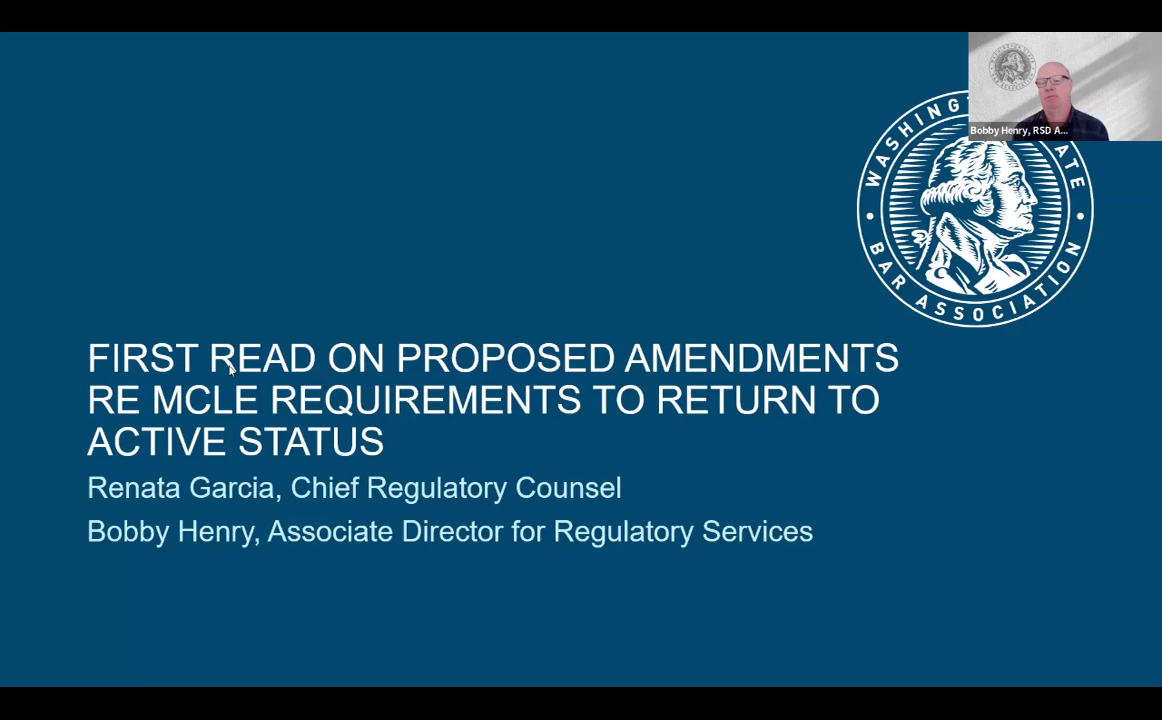 Bobby Henry, RSD A...
WASHINGTON STATE
BAR ASSOCIATION
FIRST READ ON PROPOSED AMENDMENTS
RE MCLE REQUIREMENTS TO RETURN TO
ACTIVE STATUS
Renata Garcia, Chief Regulatory Counsel
Bobby Henry, Associate Director for Regulatory Services